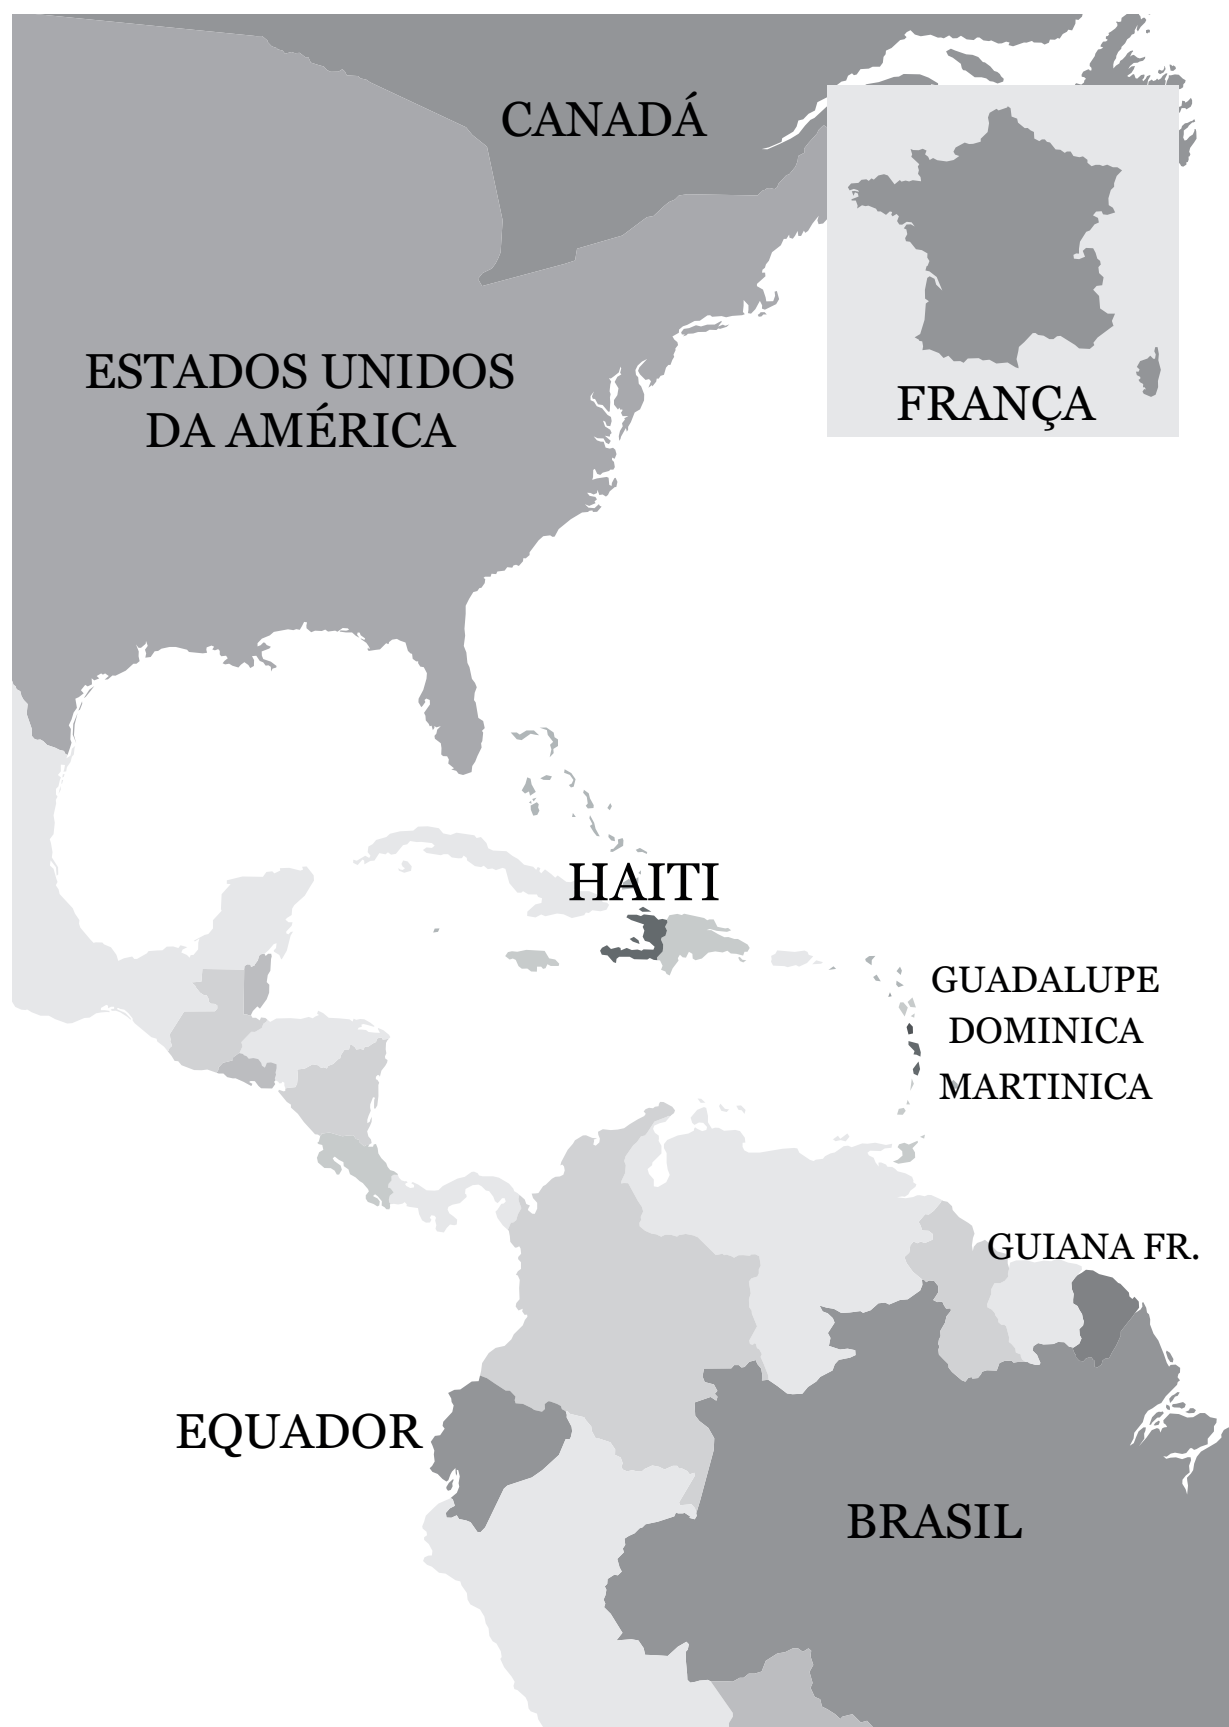 CANADÁ
ESTADOS UNIDOS
DA AMÉRICA
FRANÇA
HAITI
GUADALUPE
DOMINICA
MARTINICA
GUIANA FR.
EQUADOR
BRASIL